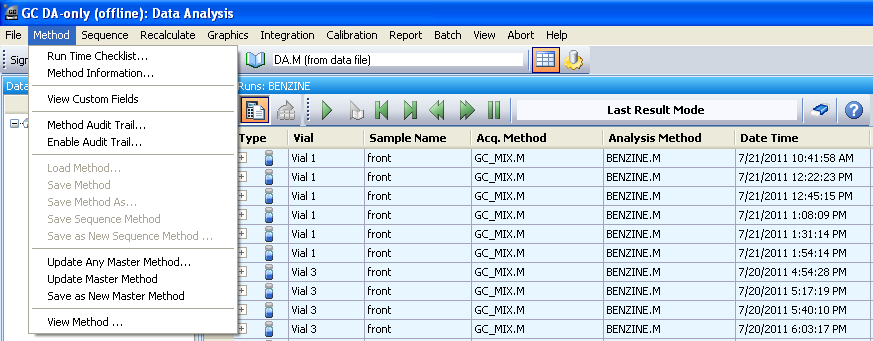 GC DA-only (offline): Data Analysis
File Method Sequence Recalculate Graphics Integration Calibration Report Batch View Abort Help
Sign DA.M (from data file)
Data Runs: BENZINE
Run Time Checklist...
Method Information...
View Custom Fields
Method Audit Trail...
Enable Audit Trail...
Load Method...
Save Method
Save Method As...
Save Sequence Method
Save as New Sequence Method ...
Update Any Master Method...
Update Master Method
Save as New Master Method
View Method ...
Last Result Mode
Type Vial Sample Name Acq. Method Analysis Method Date Time
Vial 1 front GC_MIX.M BENZINE.M 7/21/2011 10:41:58 AM
Vial 1 front GC_MIX.M BENZINE.M 7/21/2011 12:22:23 PM
Vial 1 front GC_MIX.M BENZINE.M 7/21/2011 12:45:15 PM
Vial 1 front GC_MIX.M BENZINE.M 7/21/2011 1:08:09 PM
Vial 1 front GC_MIX.M BENZINE.M 7/21/2011 1:31:14 PM
Vial 1 front GC_MIX.M BENZINE.M 7/21/2011 1:54:14 PM
Vial 3 front GC_MIX.M BENZINE.M 7/20/2011 4:54:28 PM
Vial 3 front GC_MIX.M BENZINE.M 7/20/2011 5:17:19 PM
Vial 3 front GC_MIX.M BENZINE.M 7/20/2011 5:40:10 PM
Vial 3 front GC_MIX.M BENZINE.M 7/20/2011 6:03:17 PM